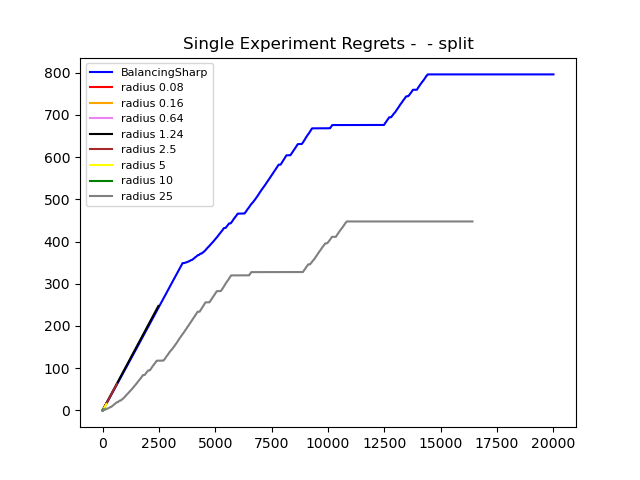 Single Experiment Regrets -  - split
800
700
600
500
400
300
200
100
0
BalancingSharp
radius 0.08
radius 0.16
radius 0.64
radius 1.24
radius 2.5
radius 5
radius 10
radius 25
0 2500 5000 7500 10000 12500 15000 17500 20000